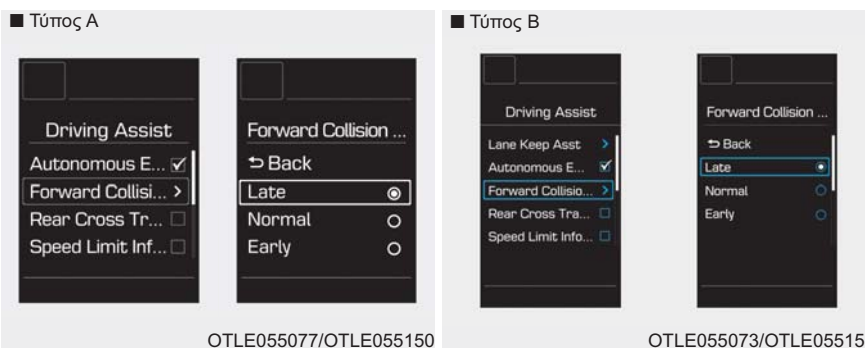 ■ Τύπος A
Driving Assist
Autonomous E...
Forward Collisi... >
Rear Cross Tr...
Speed Limit Inf...
Forward Collision ...
Back
Late
Normal
Early
OTLE055077/OTLE055150
■ Τύπος B
Driving Assist
Lane Keep Asst >
Autonomous E...
Forward Collisio... >
Rear Cross Tra...
Speed Limit Info...
Forward Collision ...
Back
Late
Normal
Early
OTLE055073/OTLE05515